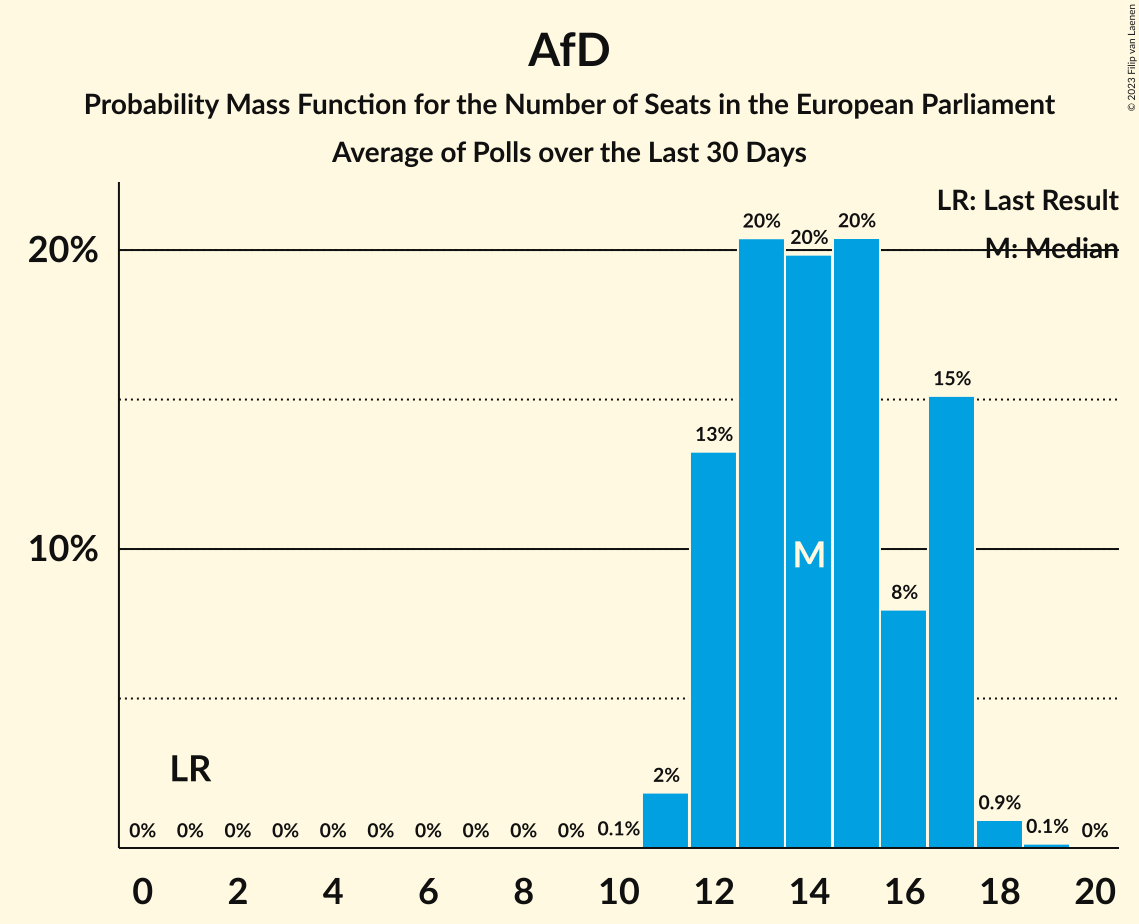 AfD
Probability Mass Function for the Number of Seats in the European Parliament
Average of Polls over the Last 30 Days
© 2023 Filip van Laenen
LR: Last Result
M: Median
20%
10%
20%
20%
20%
15%
13%
M
8%
LR
2%
0.9%
0% 0% 0% 0% 0% 0% 0% 0% 0% 0% 0.1% 0.1% 0%
0 2 4 6 8 10 12 14 16 18 20